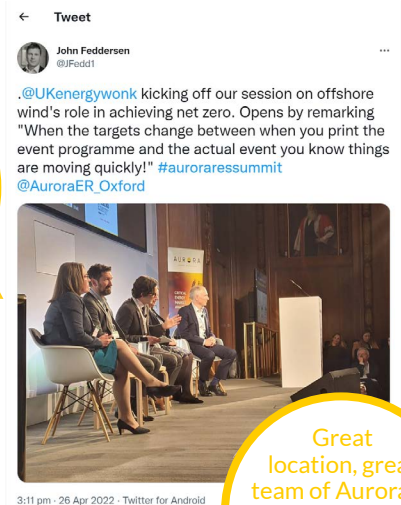 Tweet
John Feddersen
@JFedd1
.@UKenergywonk kicking off our session on offshore
wind's role in achieving net zero. Opens by remarking
"When the targets change between when you print the
event programme and the actual event you know things
are moving quickly!" #auroraressummit
@AuroraER_Oxford
AURORA
3:11 pm · 26 Apr 2022 · Twitter for Android
Great
location, grea
team of Aurora